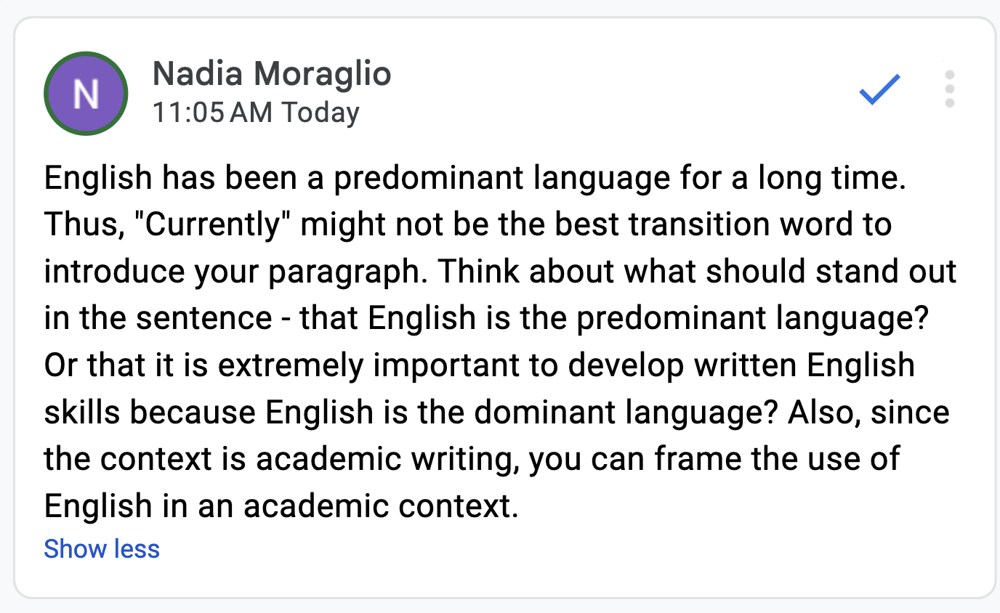 N
Nadia Moraglio
11:05 AM Today
English has been a predominant language for a long time.
Thus, "Currently" might not be the best transition word to
introduce your paragraph. Think about what should stand out
in the sentence - that English is the predominant language?
Or that it is extremely important to develop written English
skills because English is the dominant language? Also, since
the context is academic writing, you can frame the use of
English in an academic context.
Show less